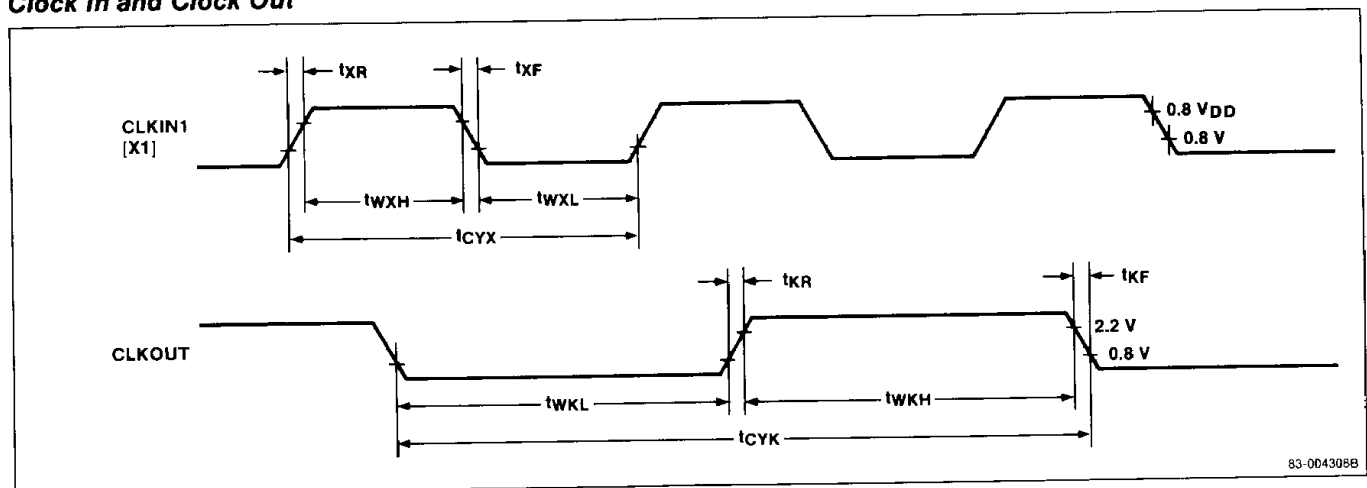 Clock In and Clock Out
tXR
tXF
CLKIN1
[X1]
0.8 VDD
0.8 V
tWXH
tWXL
tCYX
tKR
tKF
CLKOUT
2.2 V
0.8 V
tWKL
tWKH
tCYK
83-004308B